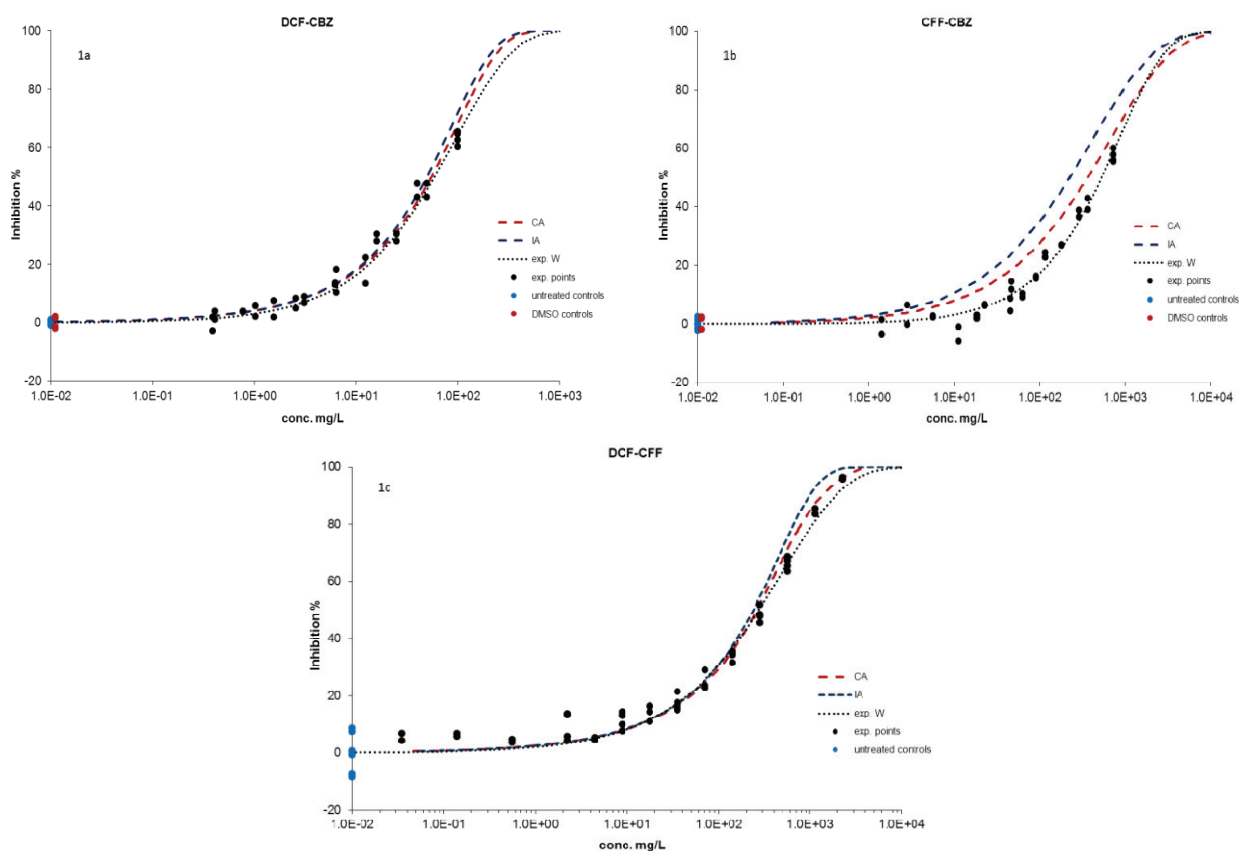 DCF-CBZ
1a
Inhibition %
100
80
60
40
20
0
-20
CA
IA
exp. W
exp. points
untreated controls
DMSO controls
1.0E-02 1.0E-01 1.0E+00 1.0E+01 1.0E+02 1.0E+03
conc. mg/L
CFF-CBZ
1b
Inhibition %
100
80
60
40
20
0
-20
CA
IA
exp. W
exp. points
untreated controls
DMSO controls
1.0E-02 1.0E-01 1.0E+00 1.0E+01 1.0E+02 1.0E+03 1.0E+04
conc. mg/L
DCF-CFF
1c
Inhibition %
100
80
60
40
20
0
-20
CA
IA
exp. W
exp. points
untreated controls
1.0E-02 1.0E-01 1.0E+00 1.0E+01 1.0E+02 1.0E+03 1.0E+04
conc. mg/L